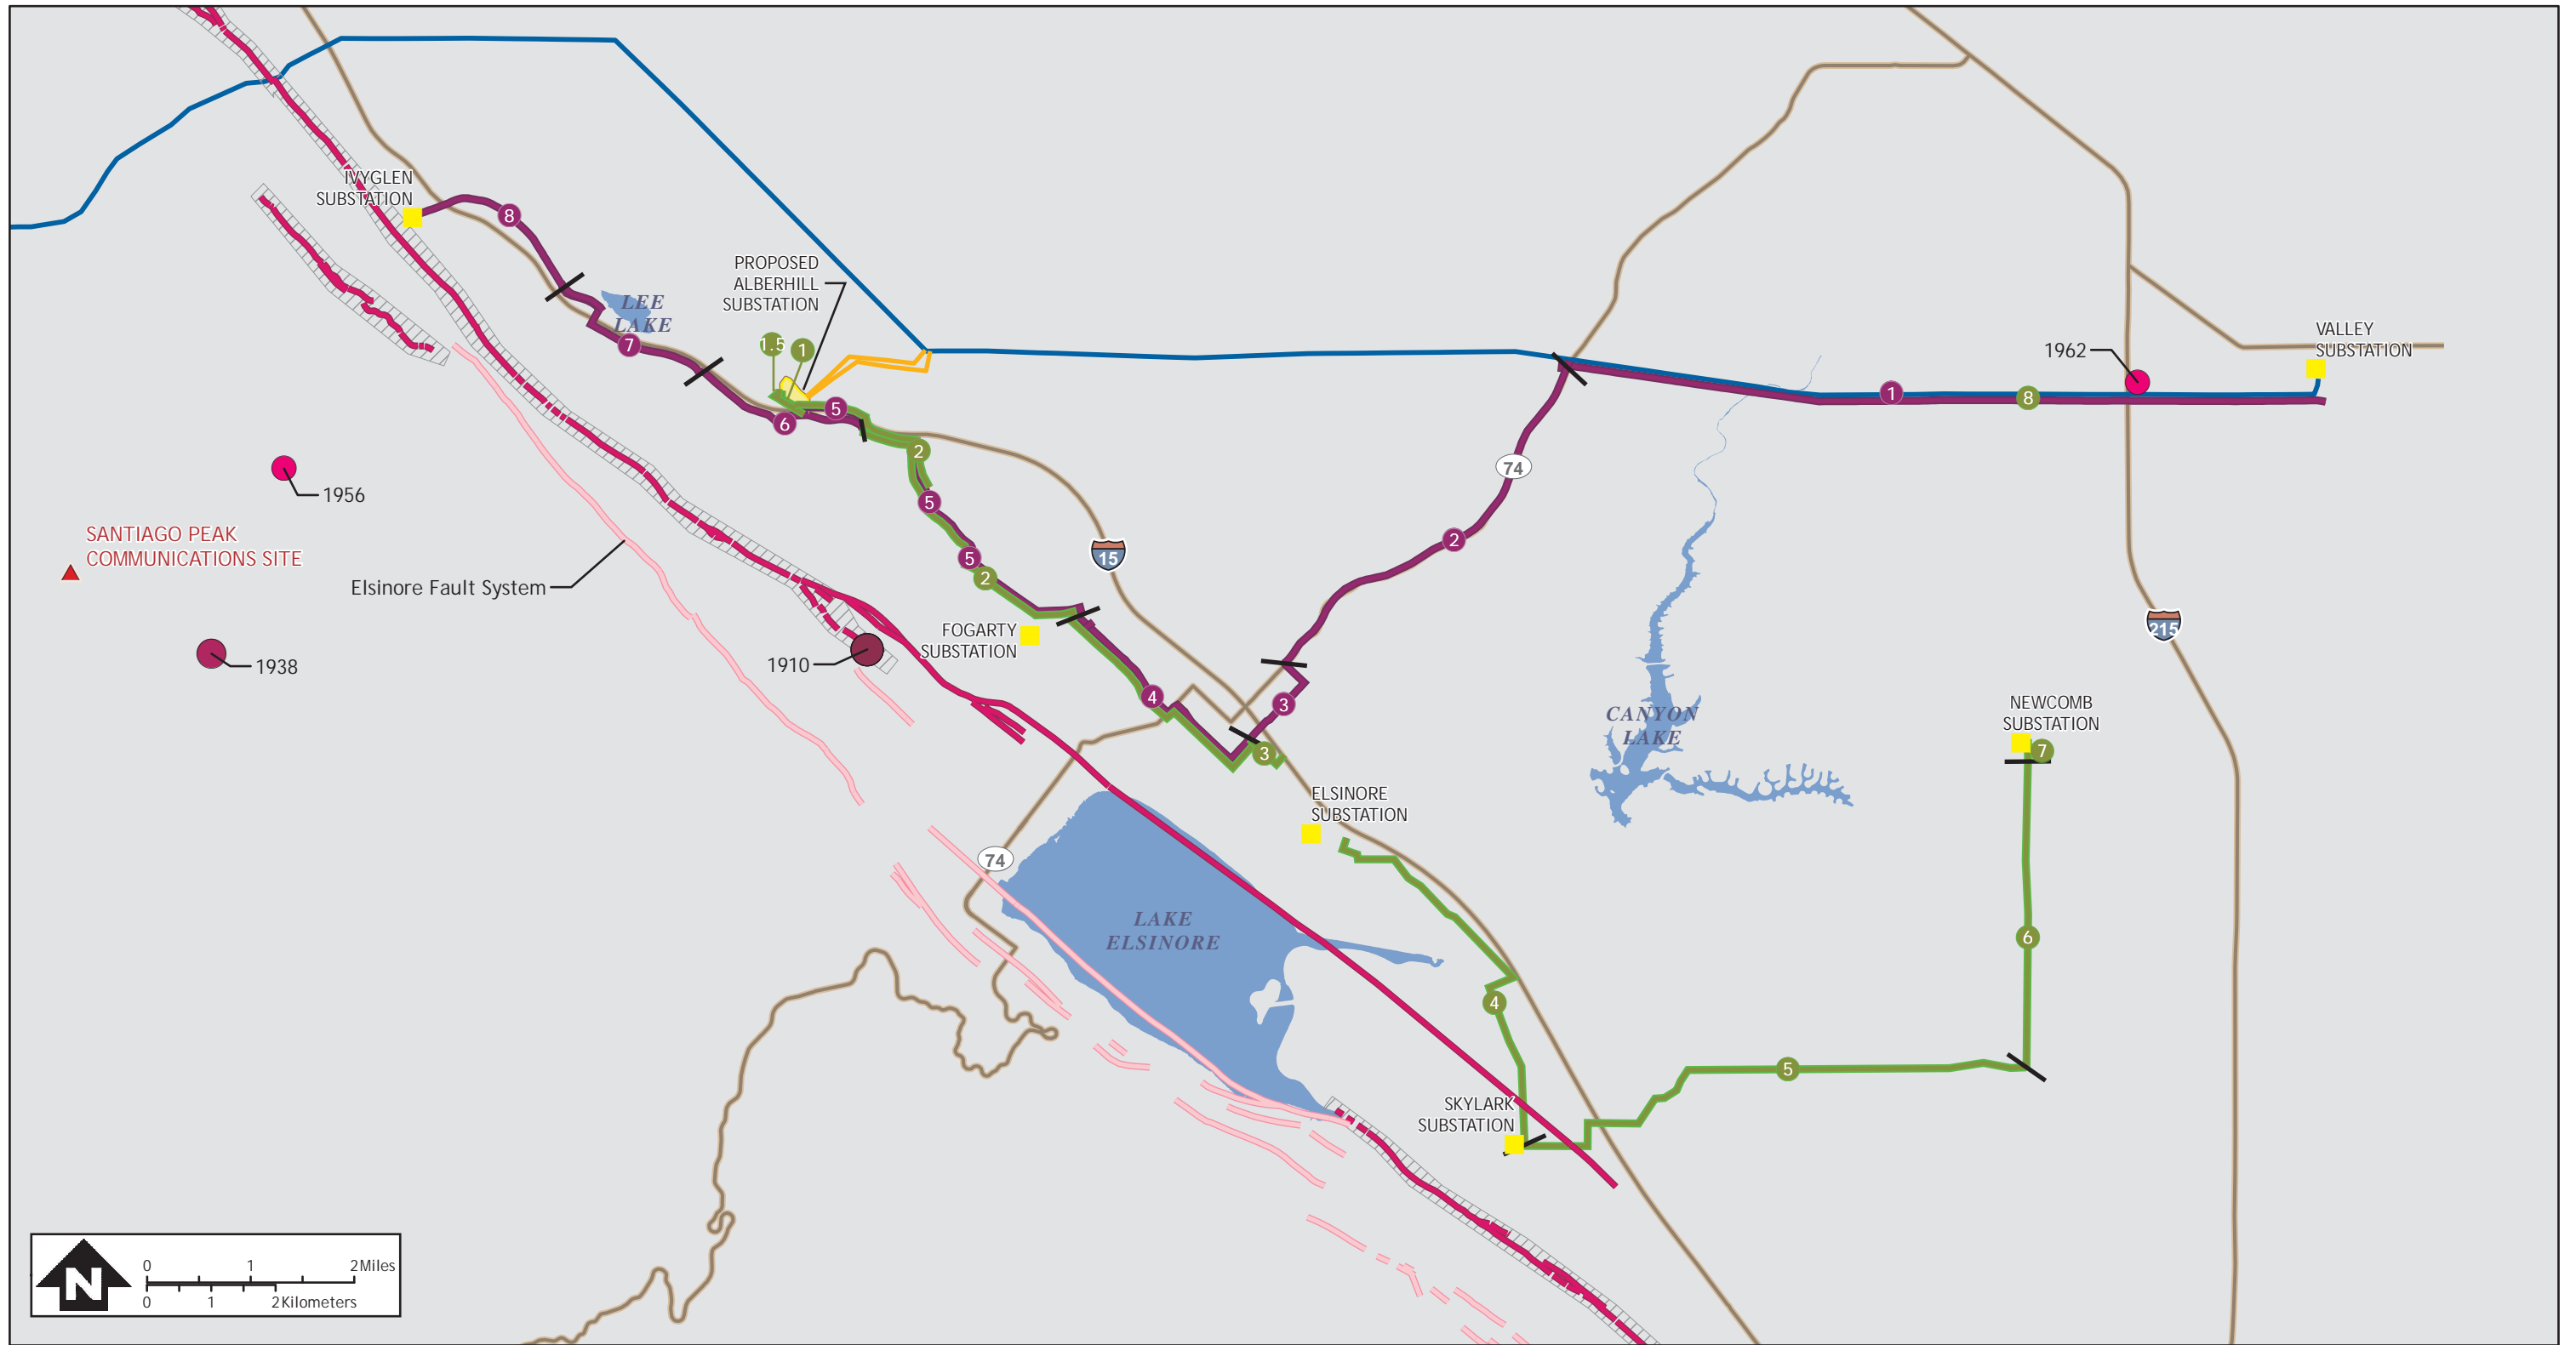 IVYGLEN
SUBSTATION
8
LEE
LAKE
7
PROPOSED
ALBERHILL
SUBSTATION
1.5
1
5
6
2
5
5
2
1956
SANTIAGO PEAK
COMMUNICATIONS SITE
Elsinore Fault System
1938
1910
FOGARTY
SUBSTATION
15
4
3
3
74
2
1
8
1962
VALLEY
SUBSTATION
215
CANYON
LAKE
NEWCOMB
SUBSTATION
7
ELSINORE
SUBSTATION
74
LAKE
ELSINORE
4
6
5
SKYLARK
SUBSTATION
N
0 1 2 Miles
0 1 2 Kilometers